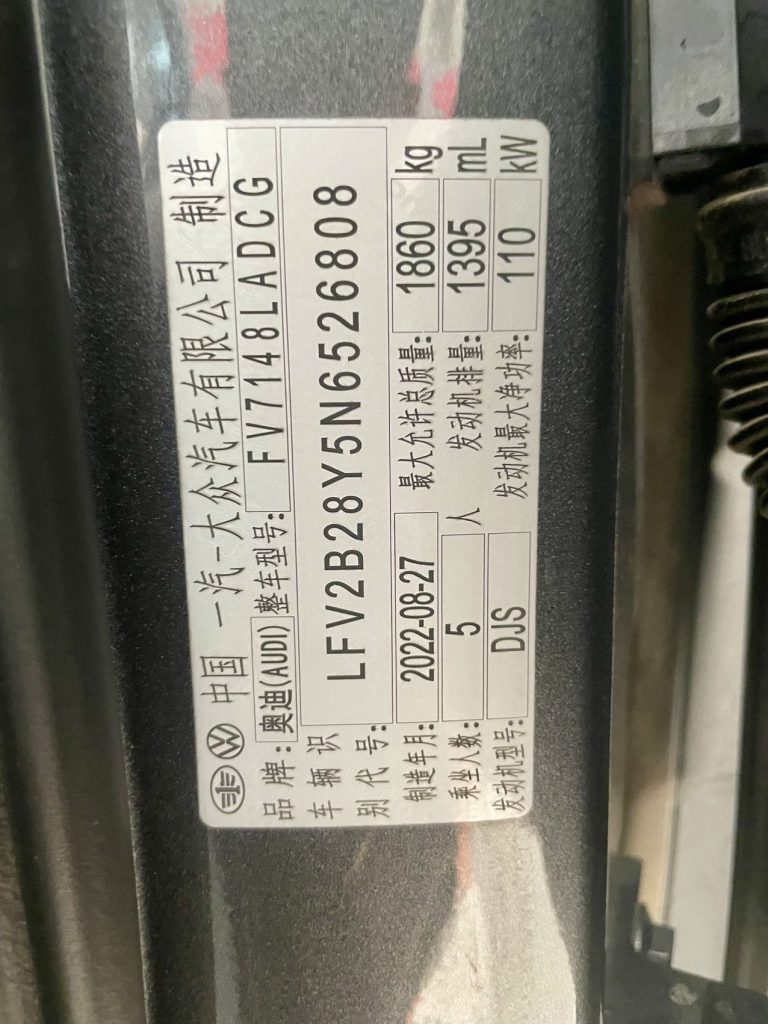 中国 一汽-大众汽车有限公司 制造
品牌: 奥迪(AUDI) 整车型号: FV7148LADCG
车辆识别代号: LFV2B28Y5N6526808
制造年月: 2022-08-27 最大允许总质量: 1860 kg
乘坐人数: 5 人 发动机排量: 1395 mL
发动机型号: DJS 发动机最大净功率: 110 kW